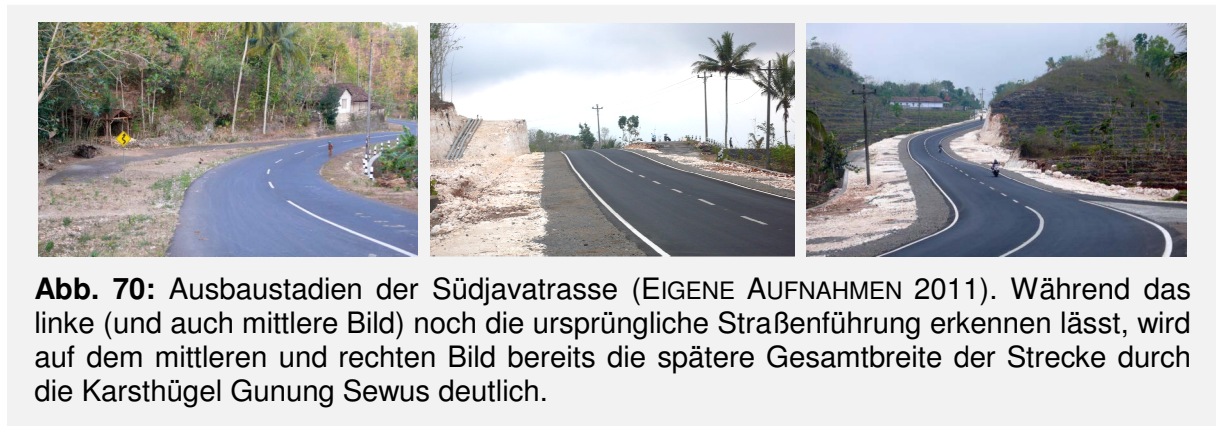 Abb. 70: Ausbaustadien der Südjavatrasse (EIGENE AUFNAHMEN 2011). Während das
linke (und auch mittlere Bild) noch die ursprüngliche Straßenführung erkennen lässt, wird
auf dem mittleren und rechten Bild bereits die spätere Gesamtbreite der Strecke durch
die Karsthügel Gunung Sewus deutlich.